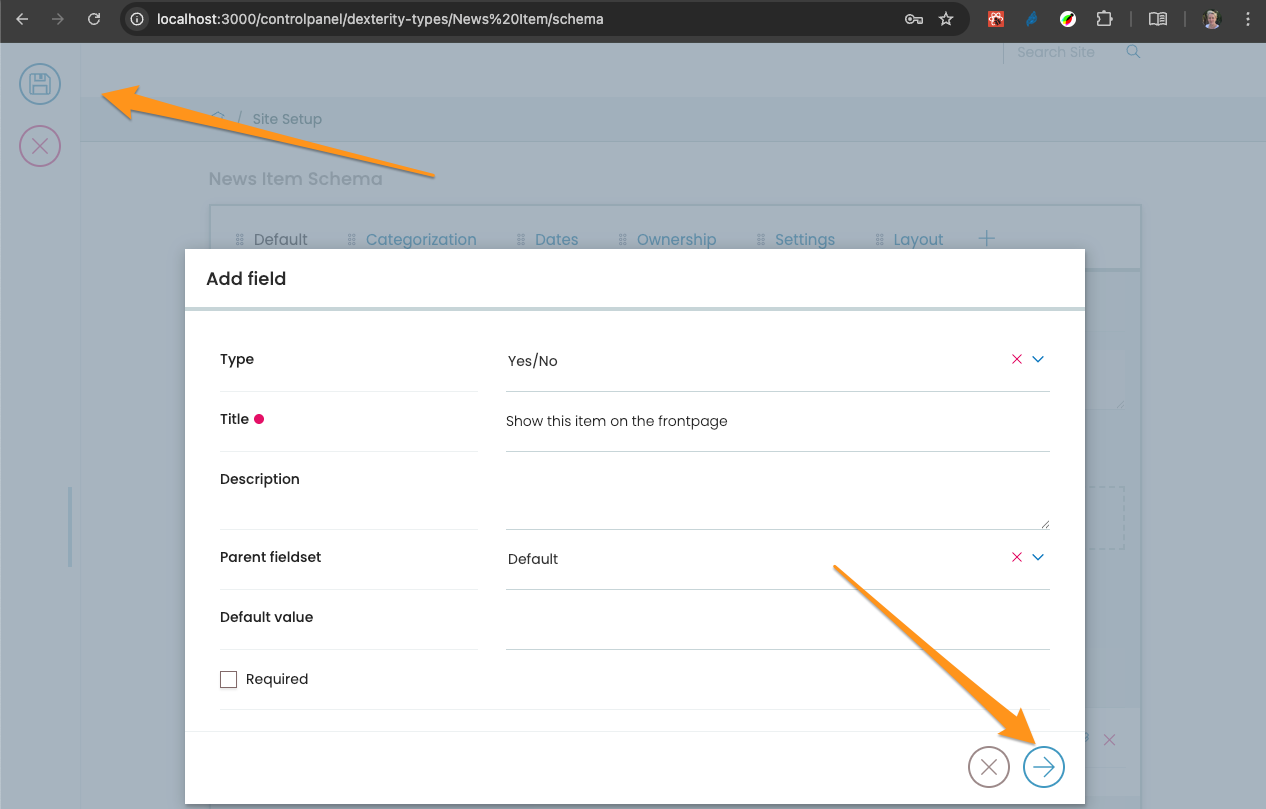 localhost:3000/controlpanel/dexterity-types/News%20Item/schema
Search Site
/ Site Setup
News Item Schema
Default Categorization Dates Ownership Settings Layout
Add field
Type Yes/No
Title Show this item on the frontpage
Description
Parent fieldset Default
Default value
Required